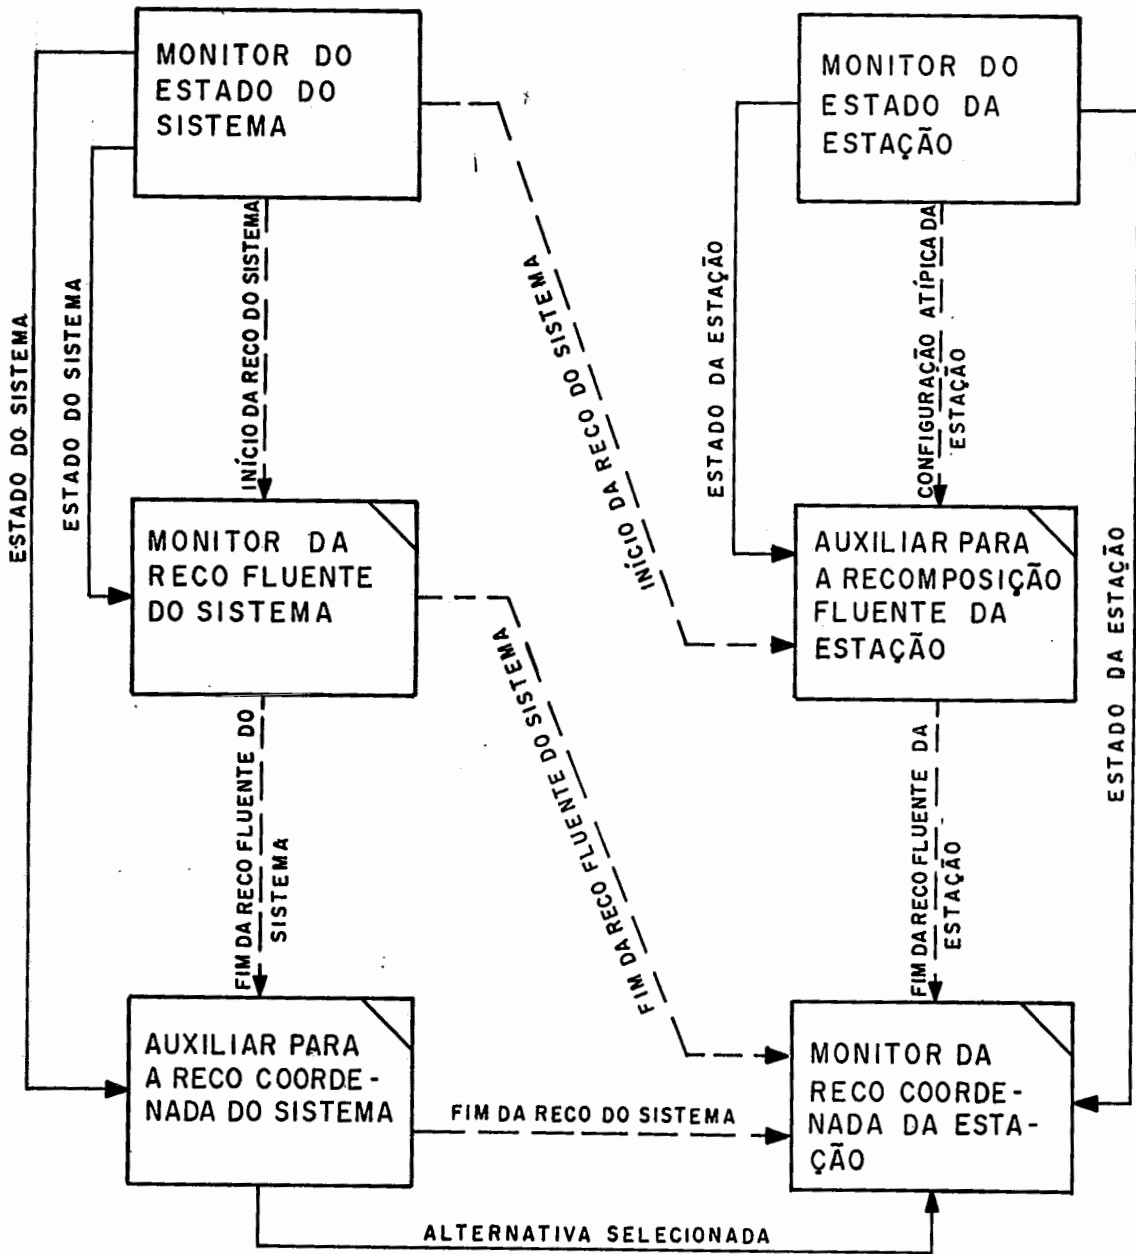 MONITOR DO
ESTADO DO
SISTEMA
MONITOR DO
ESTADO DA
ESTAÇÃO
ESTADO DO SISTEMA
ESTADO DO SISTEMA
INÍCIO DA RECO DO SISTEMA
INÍCIO DA RECO DO SISTEMA
ESTADO DA ESTAÇÃO
CONFIGURAÇÃO ATÍPICA DA
ESTAÇÃO
ESTADO DA ESTAÇÃO
MONITOR DA
RECO FLUENTE
DO SISTEMA
AUXILIAR PARA
A RECOMPOSIÇÃO
FLUENTE DA
ESTAÇÃO
FIM DA RECO FLUENTE DO
SISTEMA
FIM DA RECO FLUENTE DO SISTEMA
FIM DA RECO FLUENTE DA
ESTAÇÃO
AUXILIAR PARA
A RECO COORDE-
NADA DO SISTEMA
FIM DA RECO DO SISTEMA
MONITOR DA
RECO COORDE-
NADA DA ESTA-
ÇÃO
ALTERNATIVA SELECIONADA